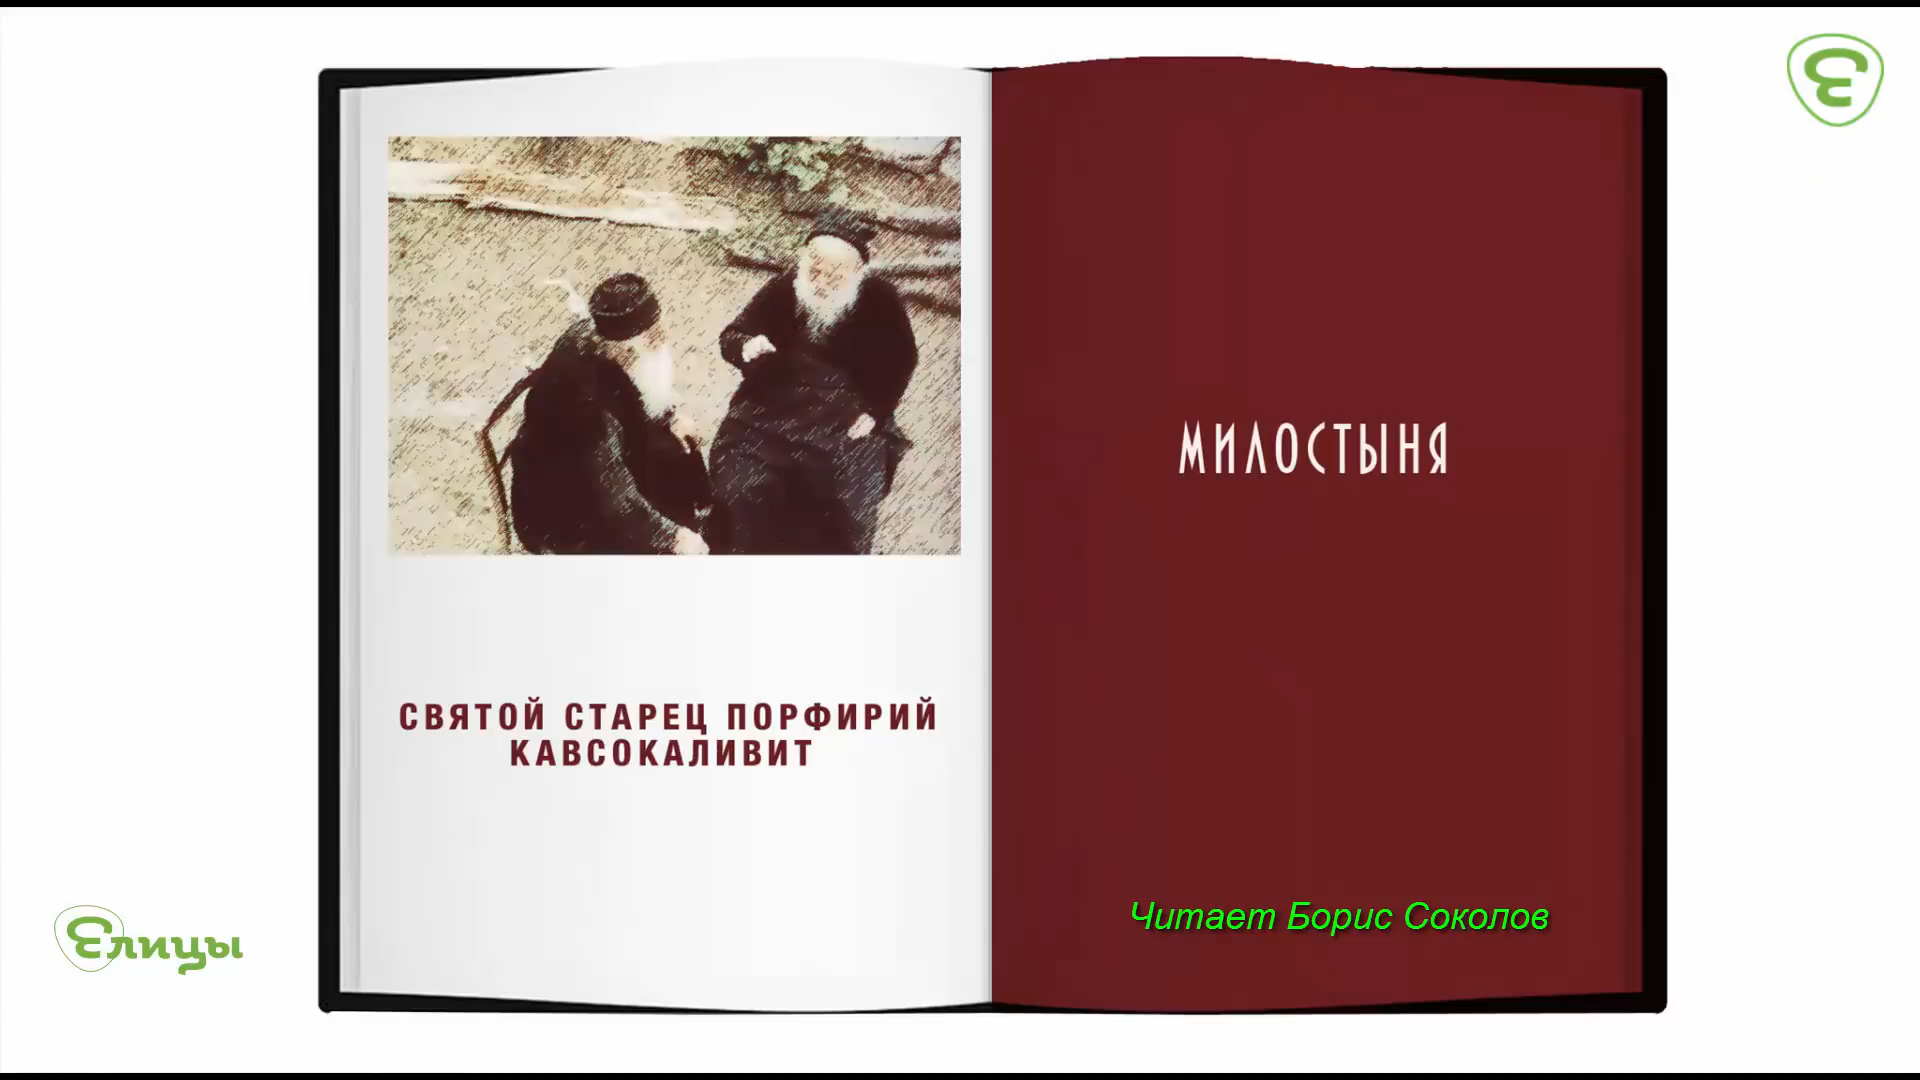 СВЯТОЙ СТАРЕЦ ПОРФИРИЙ
КАВСОКАЛИВИТ
МИЛОСТЫНЯ
Читает Борис Соколов
Елицы